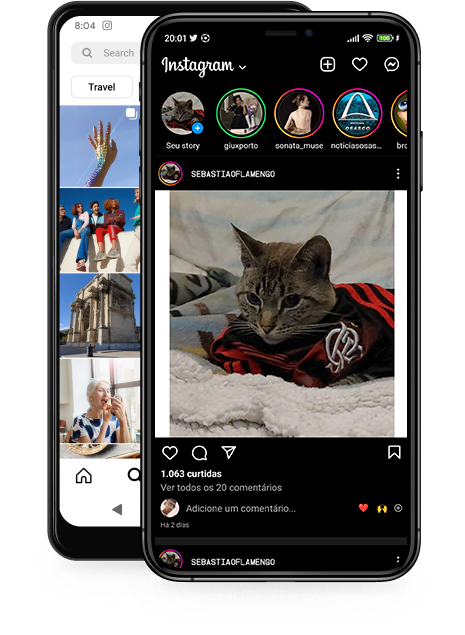 8:04
Search
Travel
20:01
Instagram
Seu story
giuxporto
sonata_muse
noticiasosas...
OSASCO
SEBASTIAOFLAMENGO
1.063 curtidas
Ver todos os 20 comentários
Adicione um comentário...
Há 2 dias
SEBASTIAOFLAMENGO